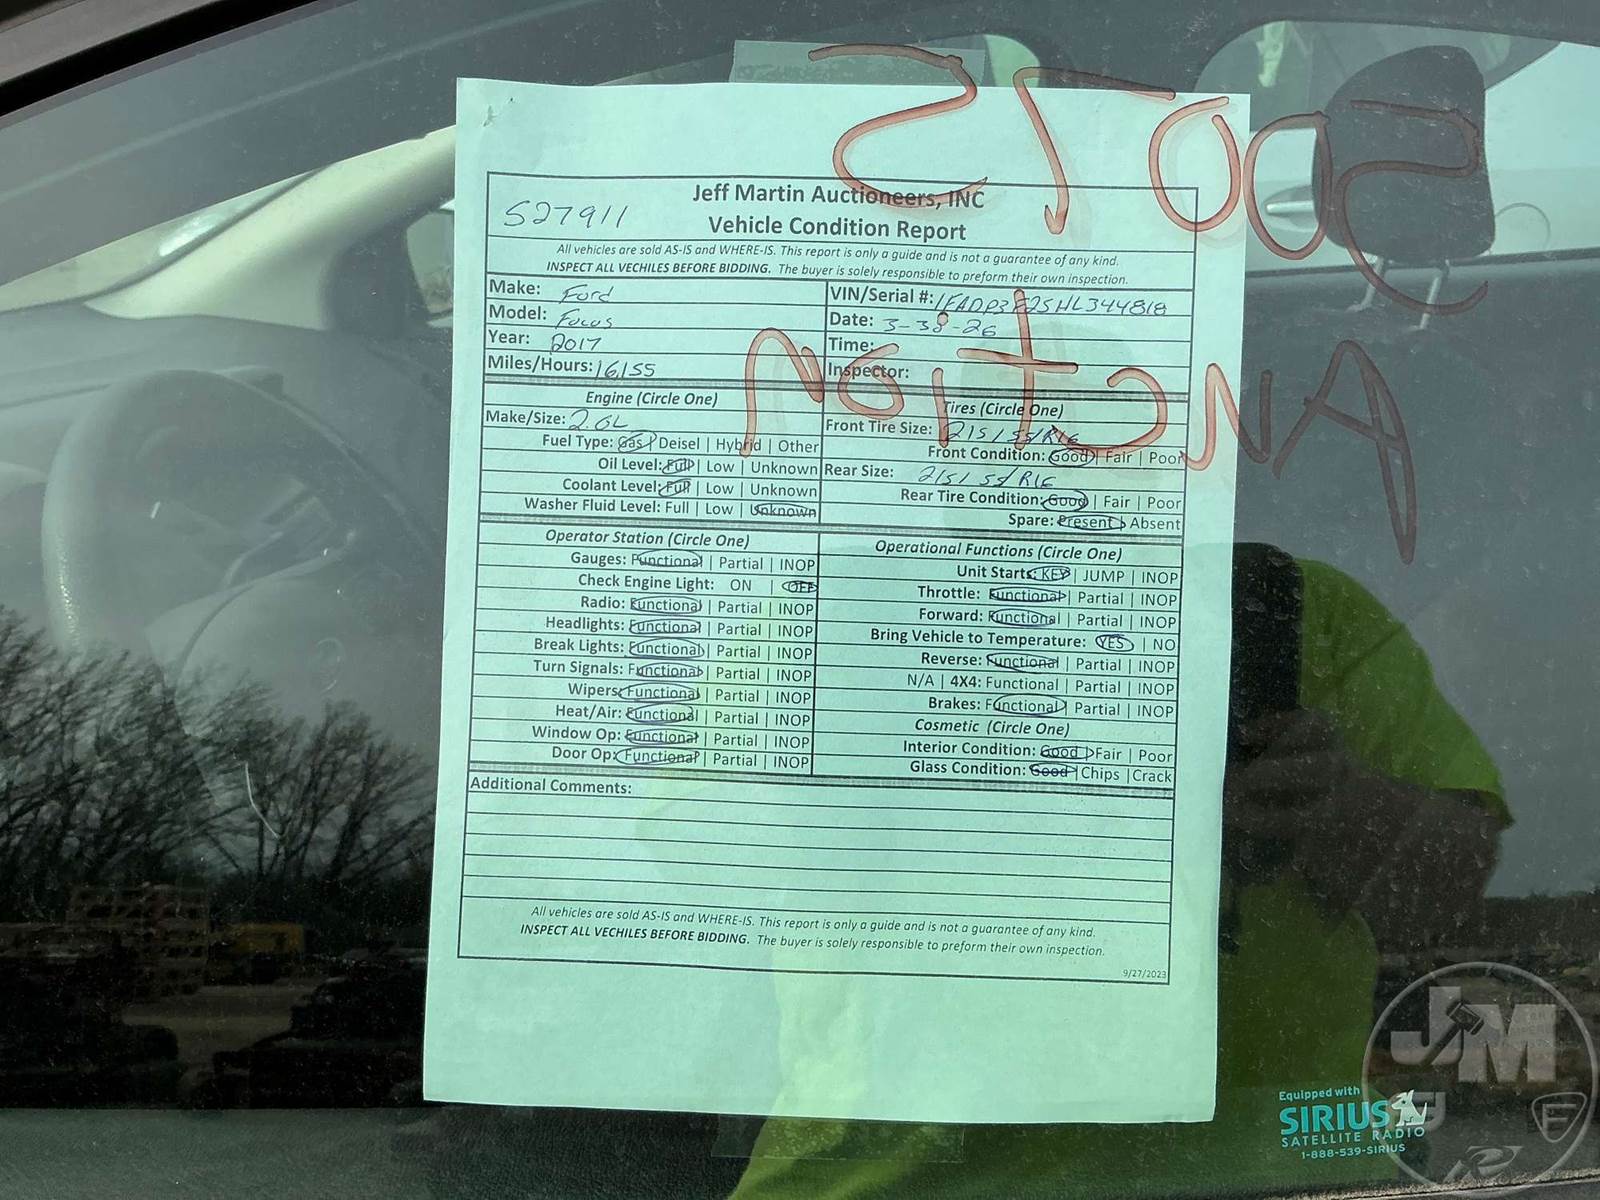 S27911
Jeff Martin Auctioneers, INC
Vehicle Condition Report
All vehicles are sold AS-IS and WHERE-IS. This report is only a guide and is not a guarantee of any kind.
INSPECT ALL VECHILES BEFORE BIDDING. The buyer is solely responsible to preform their own inspection.
Make: Ford
Model: Focus
Year: 2017
Miles/Hours: 16,155
VIN/Serial #: 1FADP3F25HL344818
Date:
Time:
Inspector:
Engine (Circle One)
Make/Size: 2.0L
Fuel Type: Gas | Deisel | Hybrid | Other
Oil Level: Full | Low | Unknown
Coolant Level: Full | Low | Unknown
Washer Fluid Level: Full | Low | Unknown
Tires (Circle One)
Front Tire Size: 215/55/R16
Front Condition: Good | Fair | Poor
Rear Size: 215/55/R16
Rear Tire Condition: Good | Fair | Poor
Spare: Present | Absent
Operator Station (Circle One)
Gauges: Functional | Partial | INOP
Check Engine Light: ON | OFF
Radio: Functional | Partial | INOP
Headlights: Functional | Partial | INOP
Break Lights: Functional | Partial | INOP
Turn Signals: Functional | Partial | INOP
Wipers: Functional | Partial | INOP
Heat/Air: Functional | Partial | INOP
Window Op: Functional | Partial | INOP
Door Op: Functional | Partial | INOP
Operational Functions (Circle One)
Unit Starts: KEY | JUMP | INOP
Throttle: Functional | Partial | INOP
Forward: Functional | Partial | INOP
Bring Vehicle to Temperature: YES | NO
Reverse: Functional | Partial | INOP
N/A | 4X4: Functional | Partial | INOP
Brakes: Functional | Partial | INOP
Cosmetic (Circle One)
Interior Condition: Good | Fair | Poor
Glass Condition: Good | Chips | Crack
Additional Comments:
All vehicles are sold AS-IS and WHERE-IS. This report is only a guide and is not a guarantee of any kind.
INSPECT ALL VECHILES BEFORE BIDDING. The buyer is solely responsible to preform their own inspection.
9/27/2023
Auction
Equipped with
SIRIUS
SATELLITE RADIO
1-888-539-SIRIUS
JM